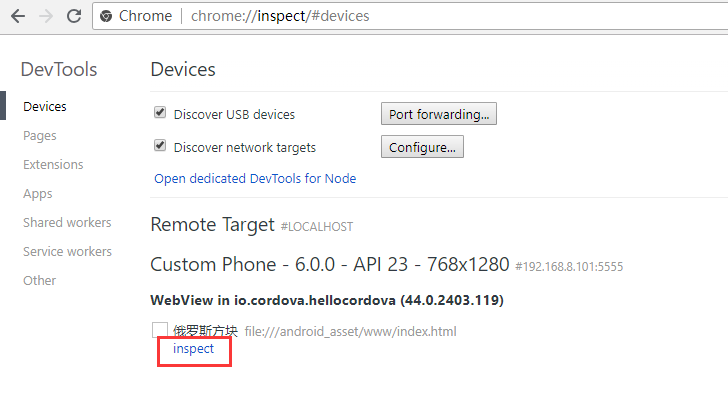 Chrome chrome://inspect/#devices
DevTools
Devices
Pages
Extensions
Apps
Shared workers
Service workers
Other
Devices
Discover USB devices Port forwarding...
Discover network targets Configure...
Open dedicated DevTools for Node
Remote Target #LOCALHOST
Custom Phone - 6.0.0 - API 23 - 768x1280 #192.168.8.101:5555
WebView in io.cordova.hellocordova (44.0.2403.119)
俄罗斯方块 file:///android_asset/www/index.html
inspect